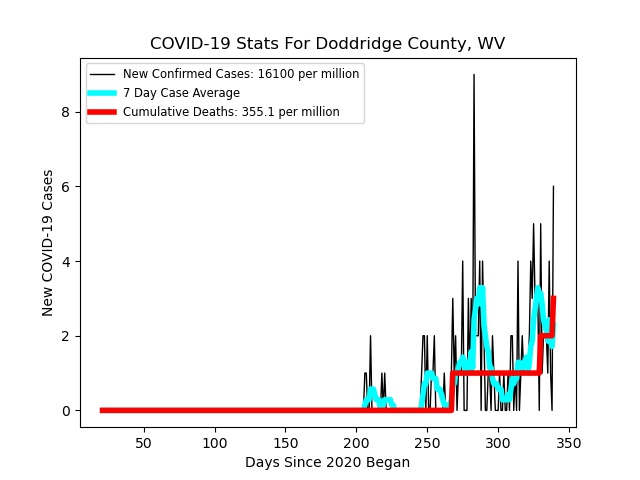 COVID-19 Stats For Doddridge County, WV
New Confirmed Cases: 16100 per million
7 Day Case Average
Cumulative Deaths: 355.1 per million
New COVID-19 Cases
8
6
4
2
0
50 100 150 200 250 300 350
Days Since 2020 Began